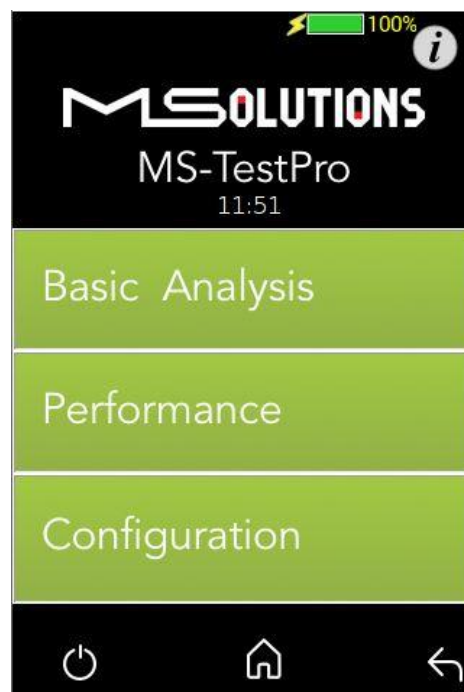 100%
i
MSOLUTIONS
MS-TestPro
11:51
Basic Analysis
Performance
Configuration